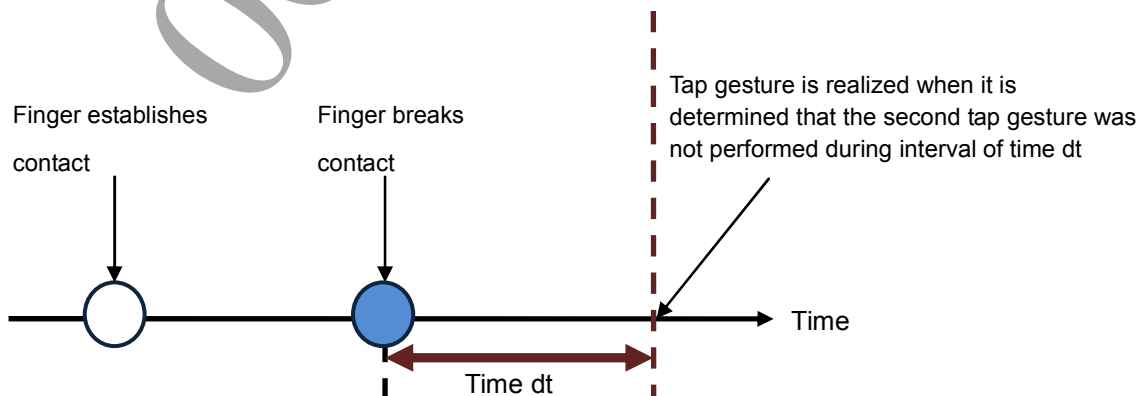 Finger establishes
contact
Finger breaks
contact
Tap gesture is realized when it is
determined that the second tap gesture was
not performed during interval of time dt
Time
Time dt